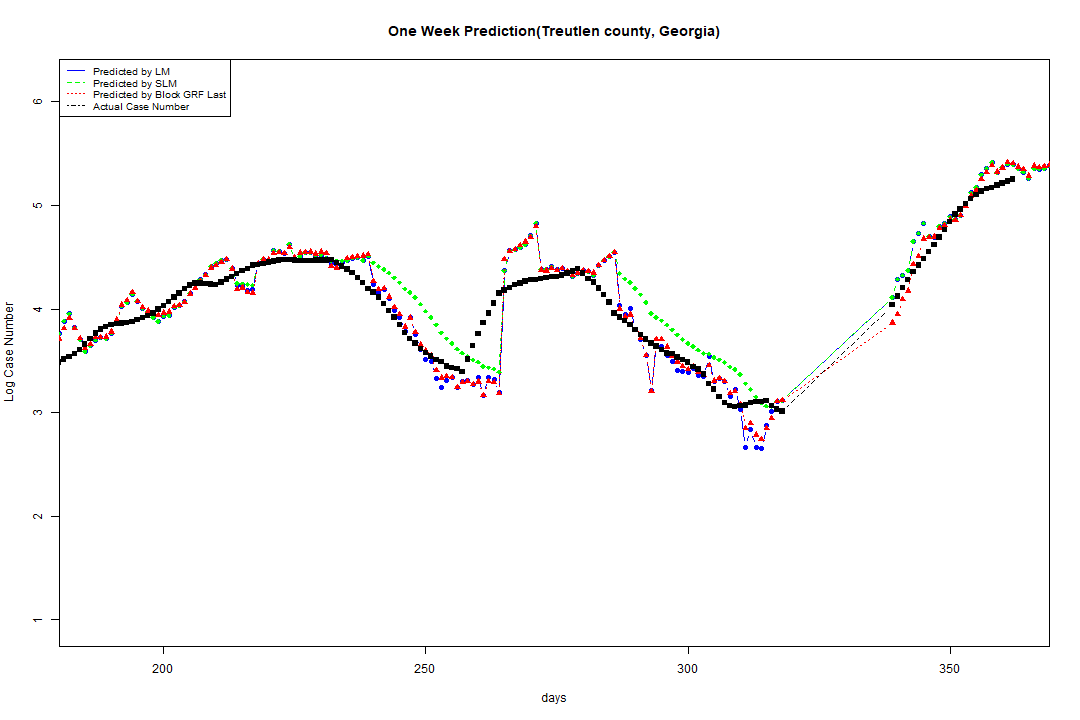 One Week Prediction(Treutlen county, Georgia)
Predicted by LM
Predicted by SLM
Predicted by Block GRF Last
Actual Case Number
6
5
4
3
2
1
Log Case Number
200
250
300
350
days